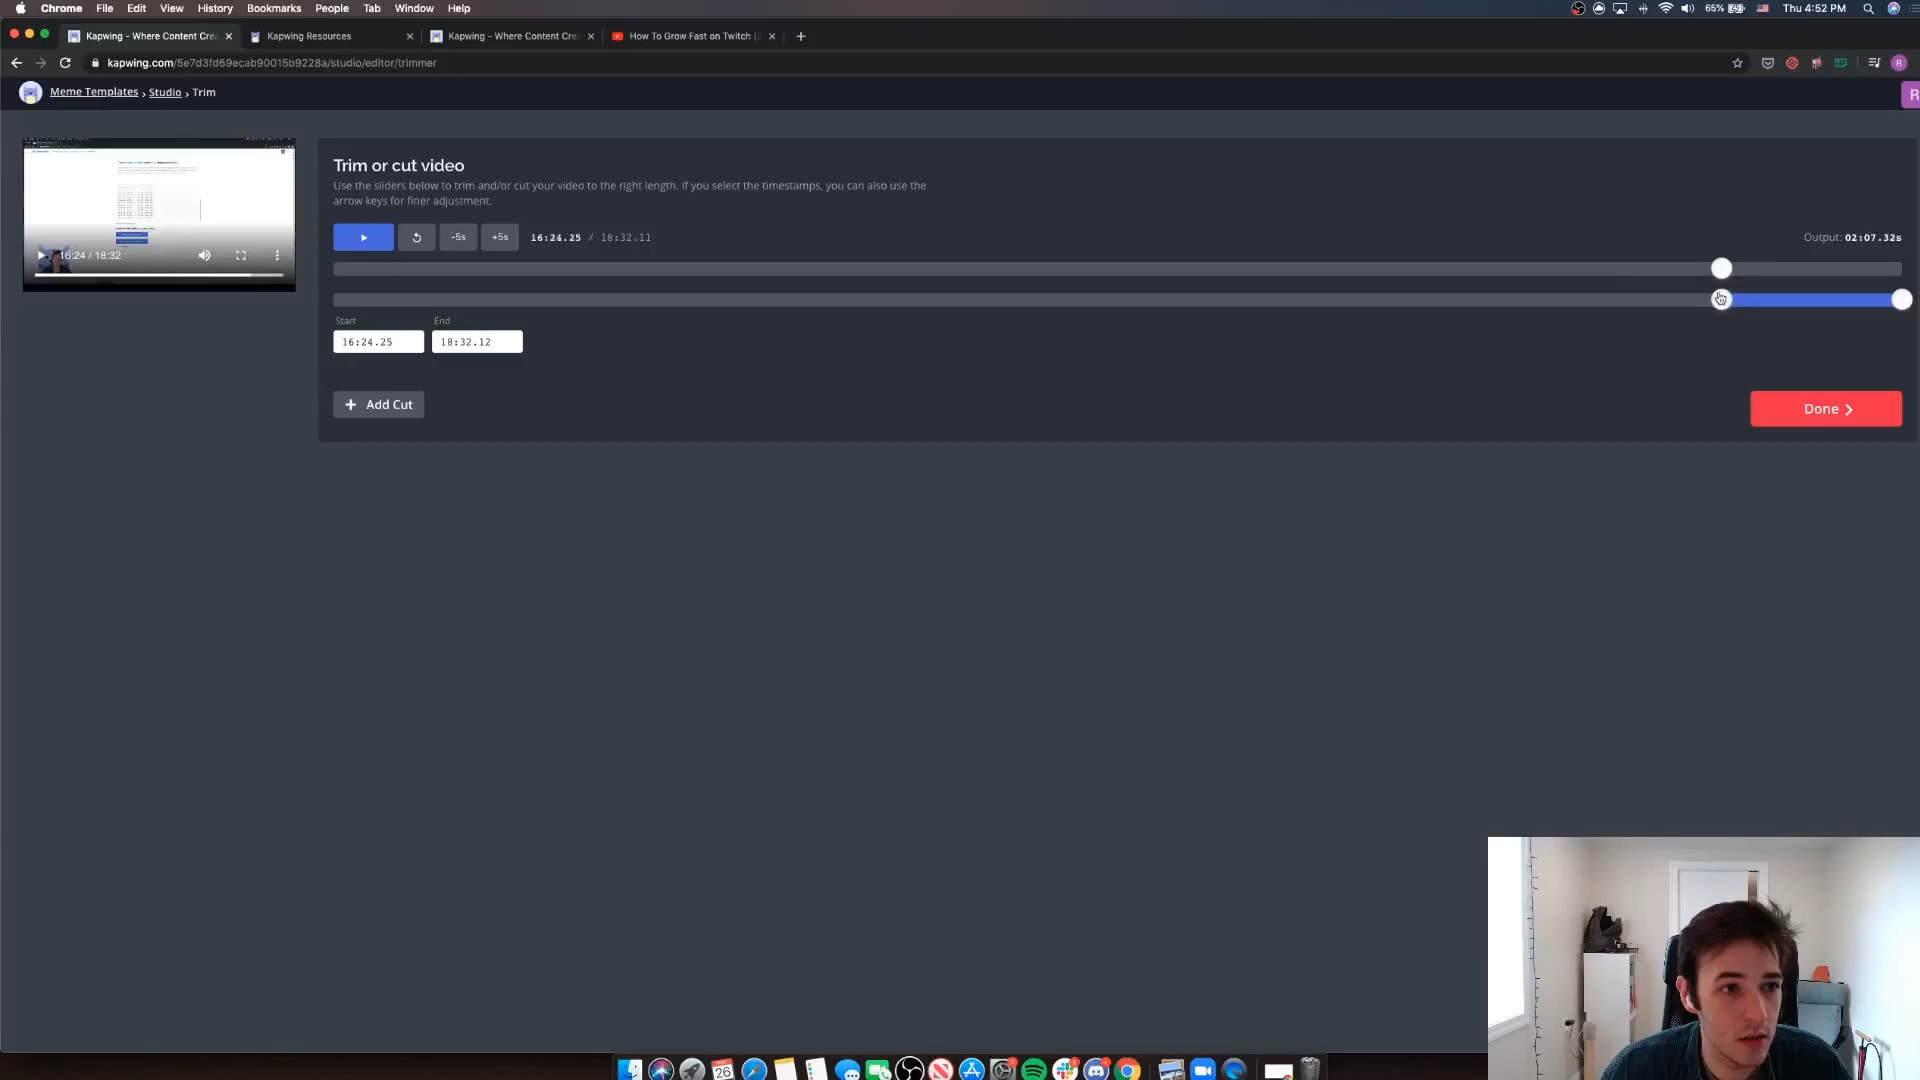 Chrome File Edit View History Bookmarks People Tab Window Help
65% Thu 4:52 PM
Kapwing - Where Content Cre
Kapwing Resources
Kapwing - Where Content Cre
How To Grow Fast on Twitch
kapwing.com/5e7d3fd69ecab90015b9228a/studio/editor/trimmer
R
Meme Templates › Studio › Trim
R
Trim or cut video
Use the sliders below to trim and/or cut your video to the right length. If you select the timestamps, you can also use the
arrow keys for finer adjustment.
-5s +5s 16:24.25 / 18:32.11
Output: 02:07.32s
16:24 / 18:32
Start End
16:24.25 18:32.12
+ Add Cut
Done
26